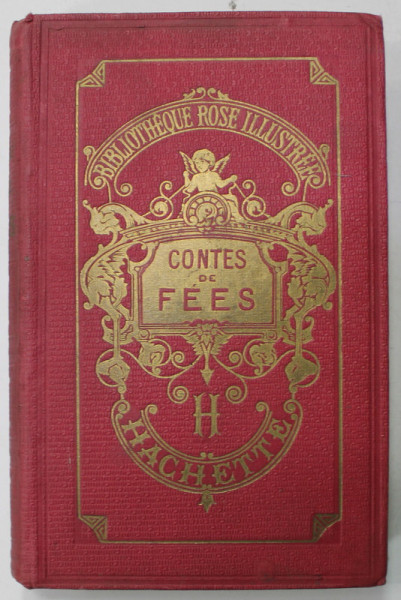 BIBLIOTHÈQUE ROSE ILLUSTRÉE
CONTES
DE
FÉES
H
HACHETTE